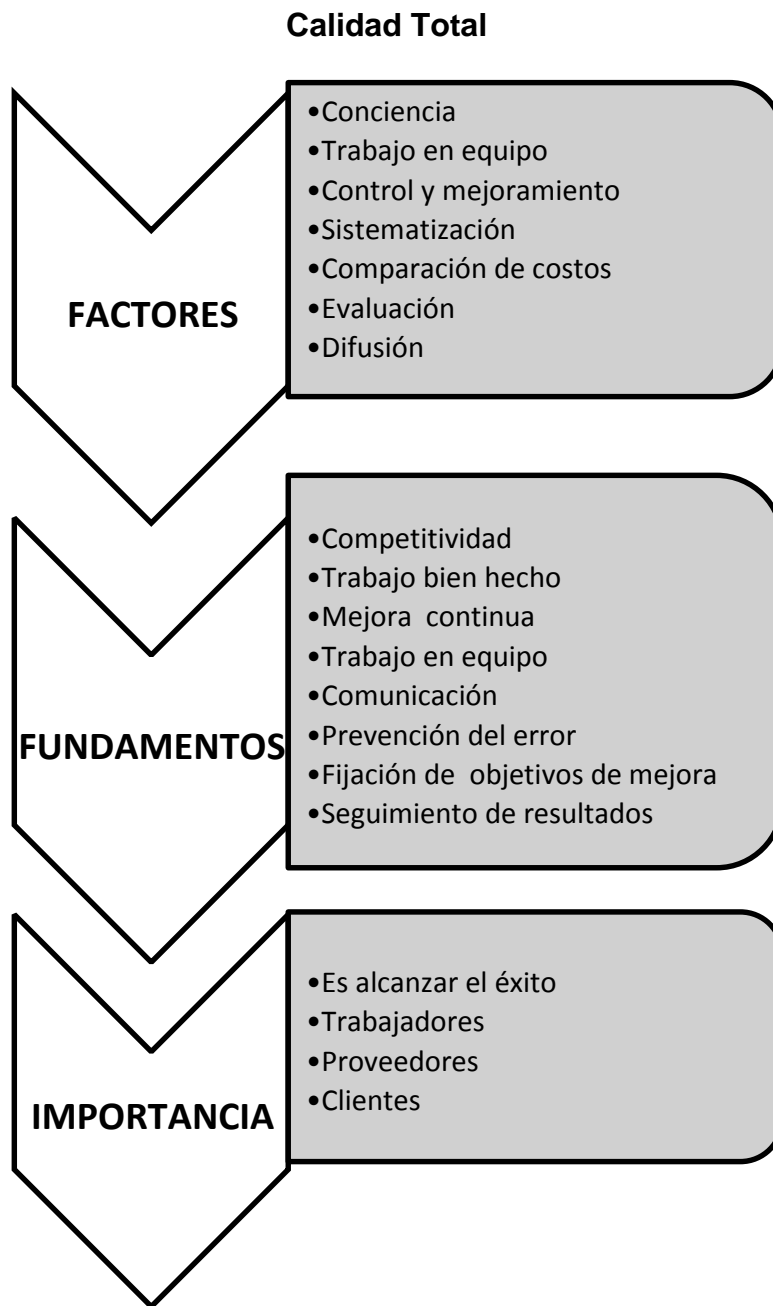 Calidad Total
FACTORES
•Conciencia
•Trabajo en equipo
•Control y mejoramiento
•Sistematización
•Comparación de costos
•Evaluación
•Difusión
FUNDAMENTOS
•Competitividad
•Trabajo bien hecho
•Mejora  continua
•Trabajo en equipo
•Comunicación
•Prevención del error
•Fijación de  objetivos de mejora
•Seguimiento de resultados
IMPORTANCIA
•Es alcanzar el éxito
•Trabajadores
•Proveedores
•Clientes